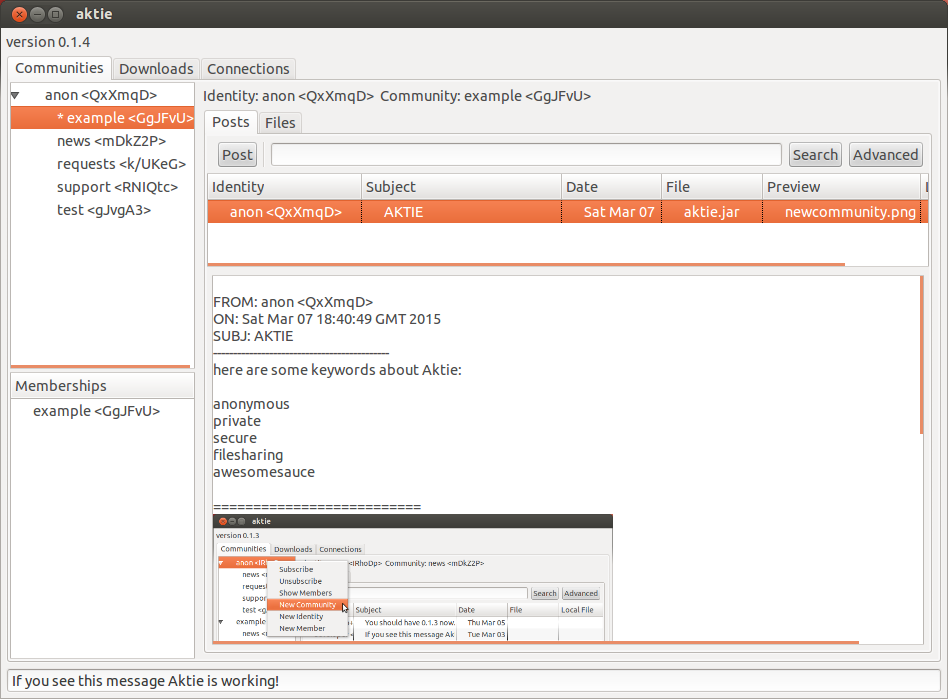 aktie
version 0.1.4
Communities Downloads Connections
anon <QxXmqD>
* example <GgJFvU>
news <mDkZ2P>
requests <k/UKeG>
support <RNIQtc>
test <gJvgA3>
Memberships
example <GgJFvU>
Identity: anon <QxXmqD> Community: example <GgJFvU>
Posts Files
Post Search Advanced
Identity Subject Date File Preview
anon <QxXmqD> AKTIE Sat Mar 07 aktie.jar newcommunity.png
FROM: anon <QxXmqD>
ON: Sat Mar 07 18:40:49 GMT 2015
SUBJ: AKTIE
--------------------------------------------
here are some keywords about Aktie:
anonymous
private
secure
filesharing
awesomesauce
==========================
aktie
version 0.1.3
Communities Downloads Connections
anon <IRh
RhoDp> Community: news <mDkZ2P>
news <
reques
suppor
test <g
example
news <
Subscribe
Unsubscribe
Show Members
New Community
New Identity
New Member
Search Advanced
Subject Date File Local File
You should have 0.1.3 now. Thu Mar 05
If you see this message Ak Tue Mar 03
If you see this message Aktie is working!